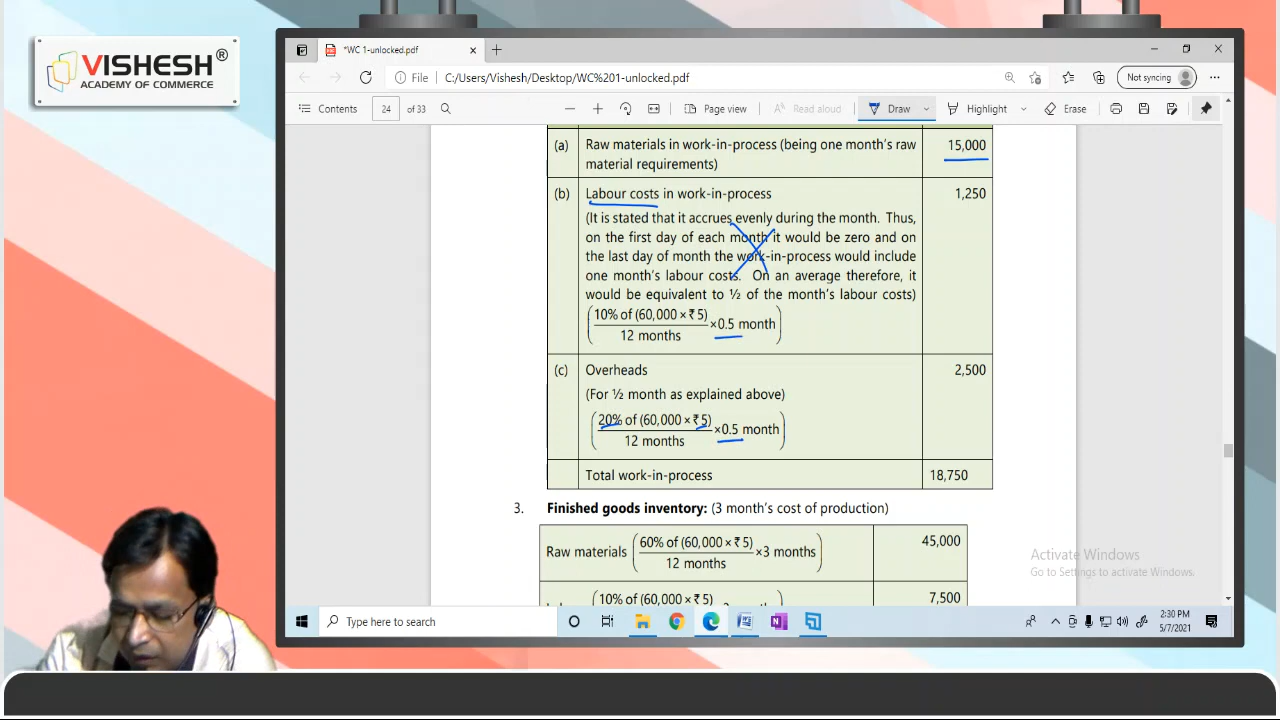 VISHESH®
ACADEMY OF COMMERCE
*WC 1-unlocked.pdf
File
C:/Users/Vishesh/Desktop/WC%201-unlocked.pdf
Not syncing
Contents
24
of 33
Page view
Read aloud
Draw
Highlight
Erase
(a) Raw materials in work-in-process (being one month's raw 15,000
material requirements)
(b) Labour costs in work-in-process 1,250
(It is stated that it accrues evenly during the month. Thus,
on the first day of each month it would be zero and on
the last day of month the work-in-process would include
one month's labour costs. On an average therefore, it
would be equivalent to ½ of the month's labour costs)
(10% of (60,000 × ₹ 5)
×0.5 month)
12 months
(c) Overheads 2,500
(For ½ month as explained above)
(20% of (60,000 × ₹ 5)
×0.5 month)
12 months
Total work-in-process 18,750
3. Finished goods inventory: (3 month's cost of production)
60% of (60,000 × ₹ 5) 45,000
Raw materials ( ×3 months)
12 months
10% of (60,000 × ₹ 5) 7,500
Activate Windows
Go to Settings to activate Windows.
Type here to search
2:30 PM
5/7/2021